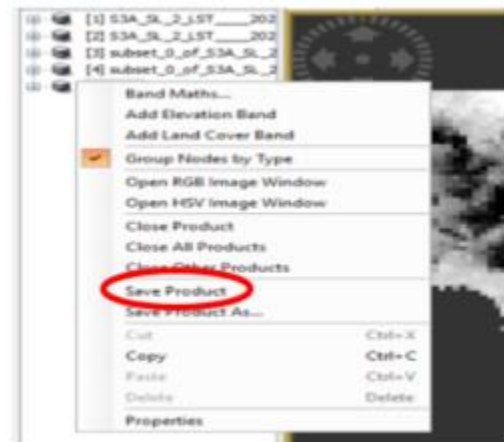 [1] S3A_SL_2_LST____202
[2] S3A_SL_2_LST____202
[3] subset_0_of_S3A_SL_2
[4] subset_0_of_S3A_SL_2
Band Maths...
Add Elevation Band
Add Land Cover Band
Group Nodes by Type
Open RGB Image Window
Open HSV Image Window
Close Product
Close All Products
Close Other Products
Save Product
Save Product As...
Cut Ctrl+X
Copy Ctrl+C
Paste Ctrl+V
Delete Delete
Properties